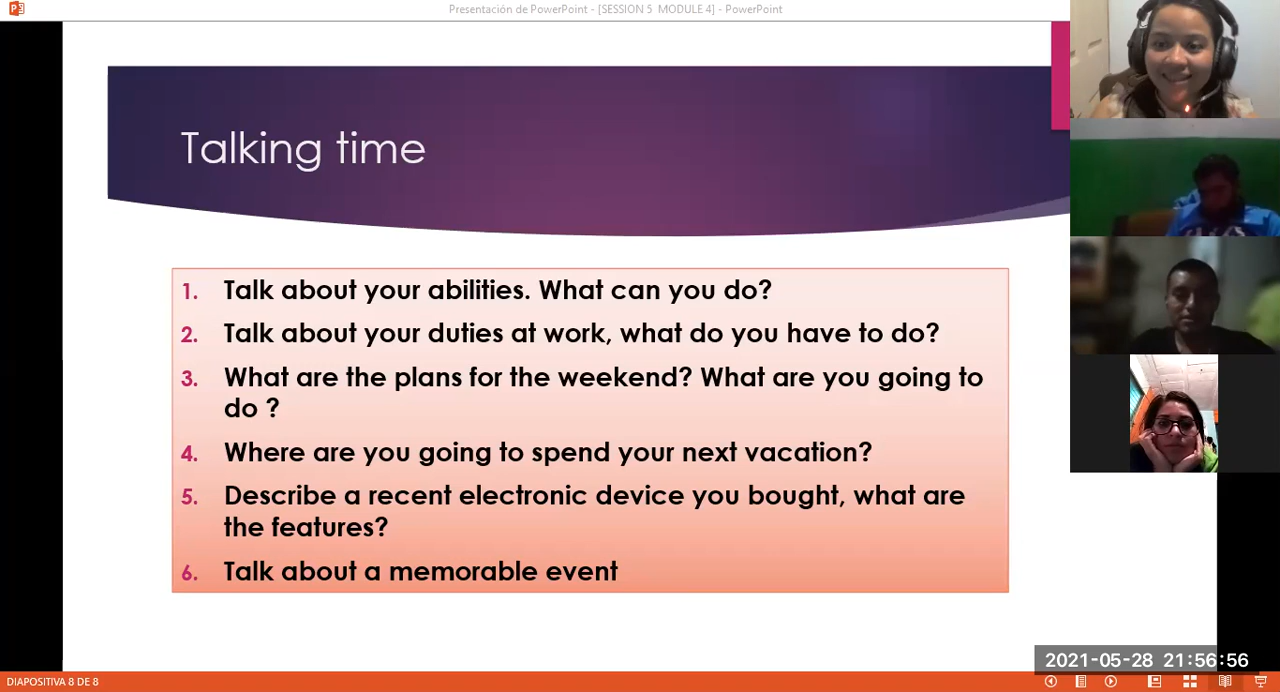 Presentación de PowerPoint - [SESSION 5 MODULE 4] - PowerPoint
Talking time
1. Talk about your abilities. What can you do?
2. Talk about your duties at work, what do you have to do?
3. What are the plans for the weekend? What are you going to
do ?
4. Where are you going to spend your next vacation?
5. Describe a recent electronic device you bought, what are
the features?
6. Talk about a memorable event
2021-05-28 21:56:56
DIAPOSITIVA 8 DE 8